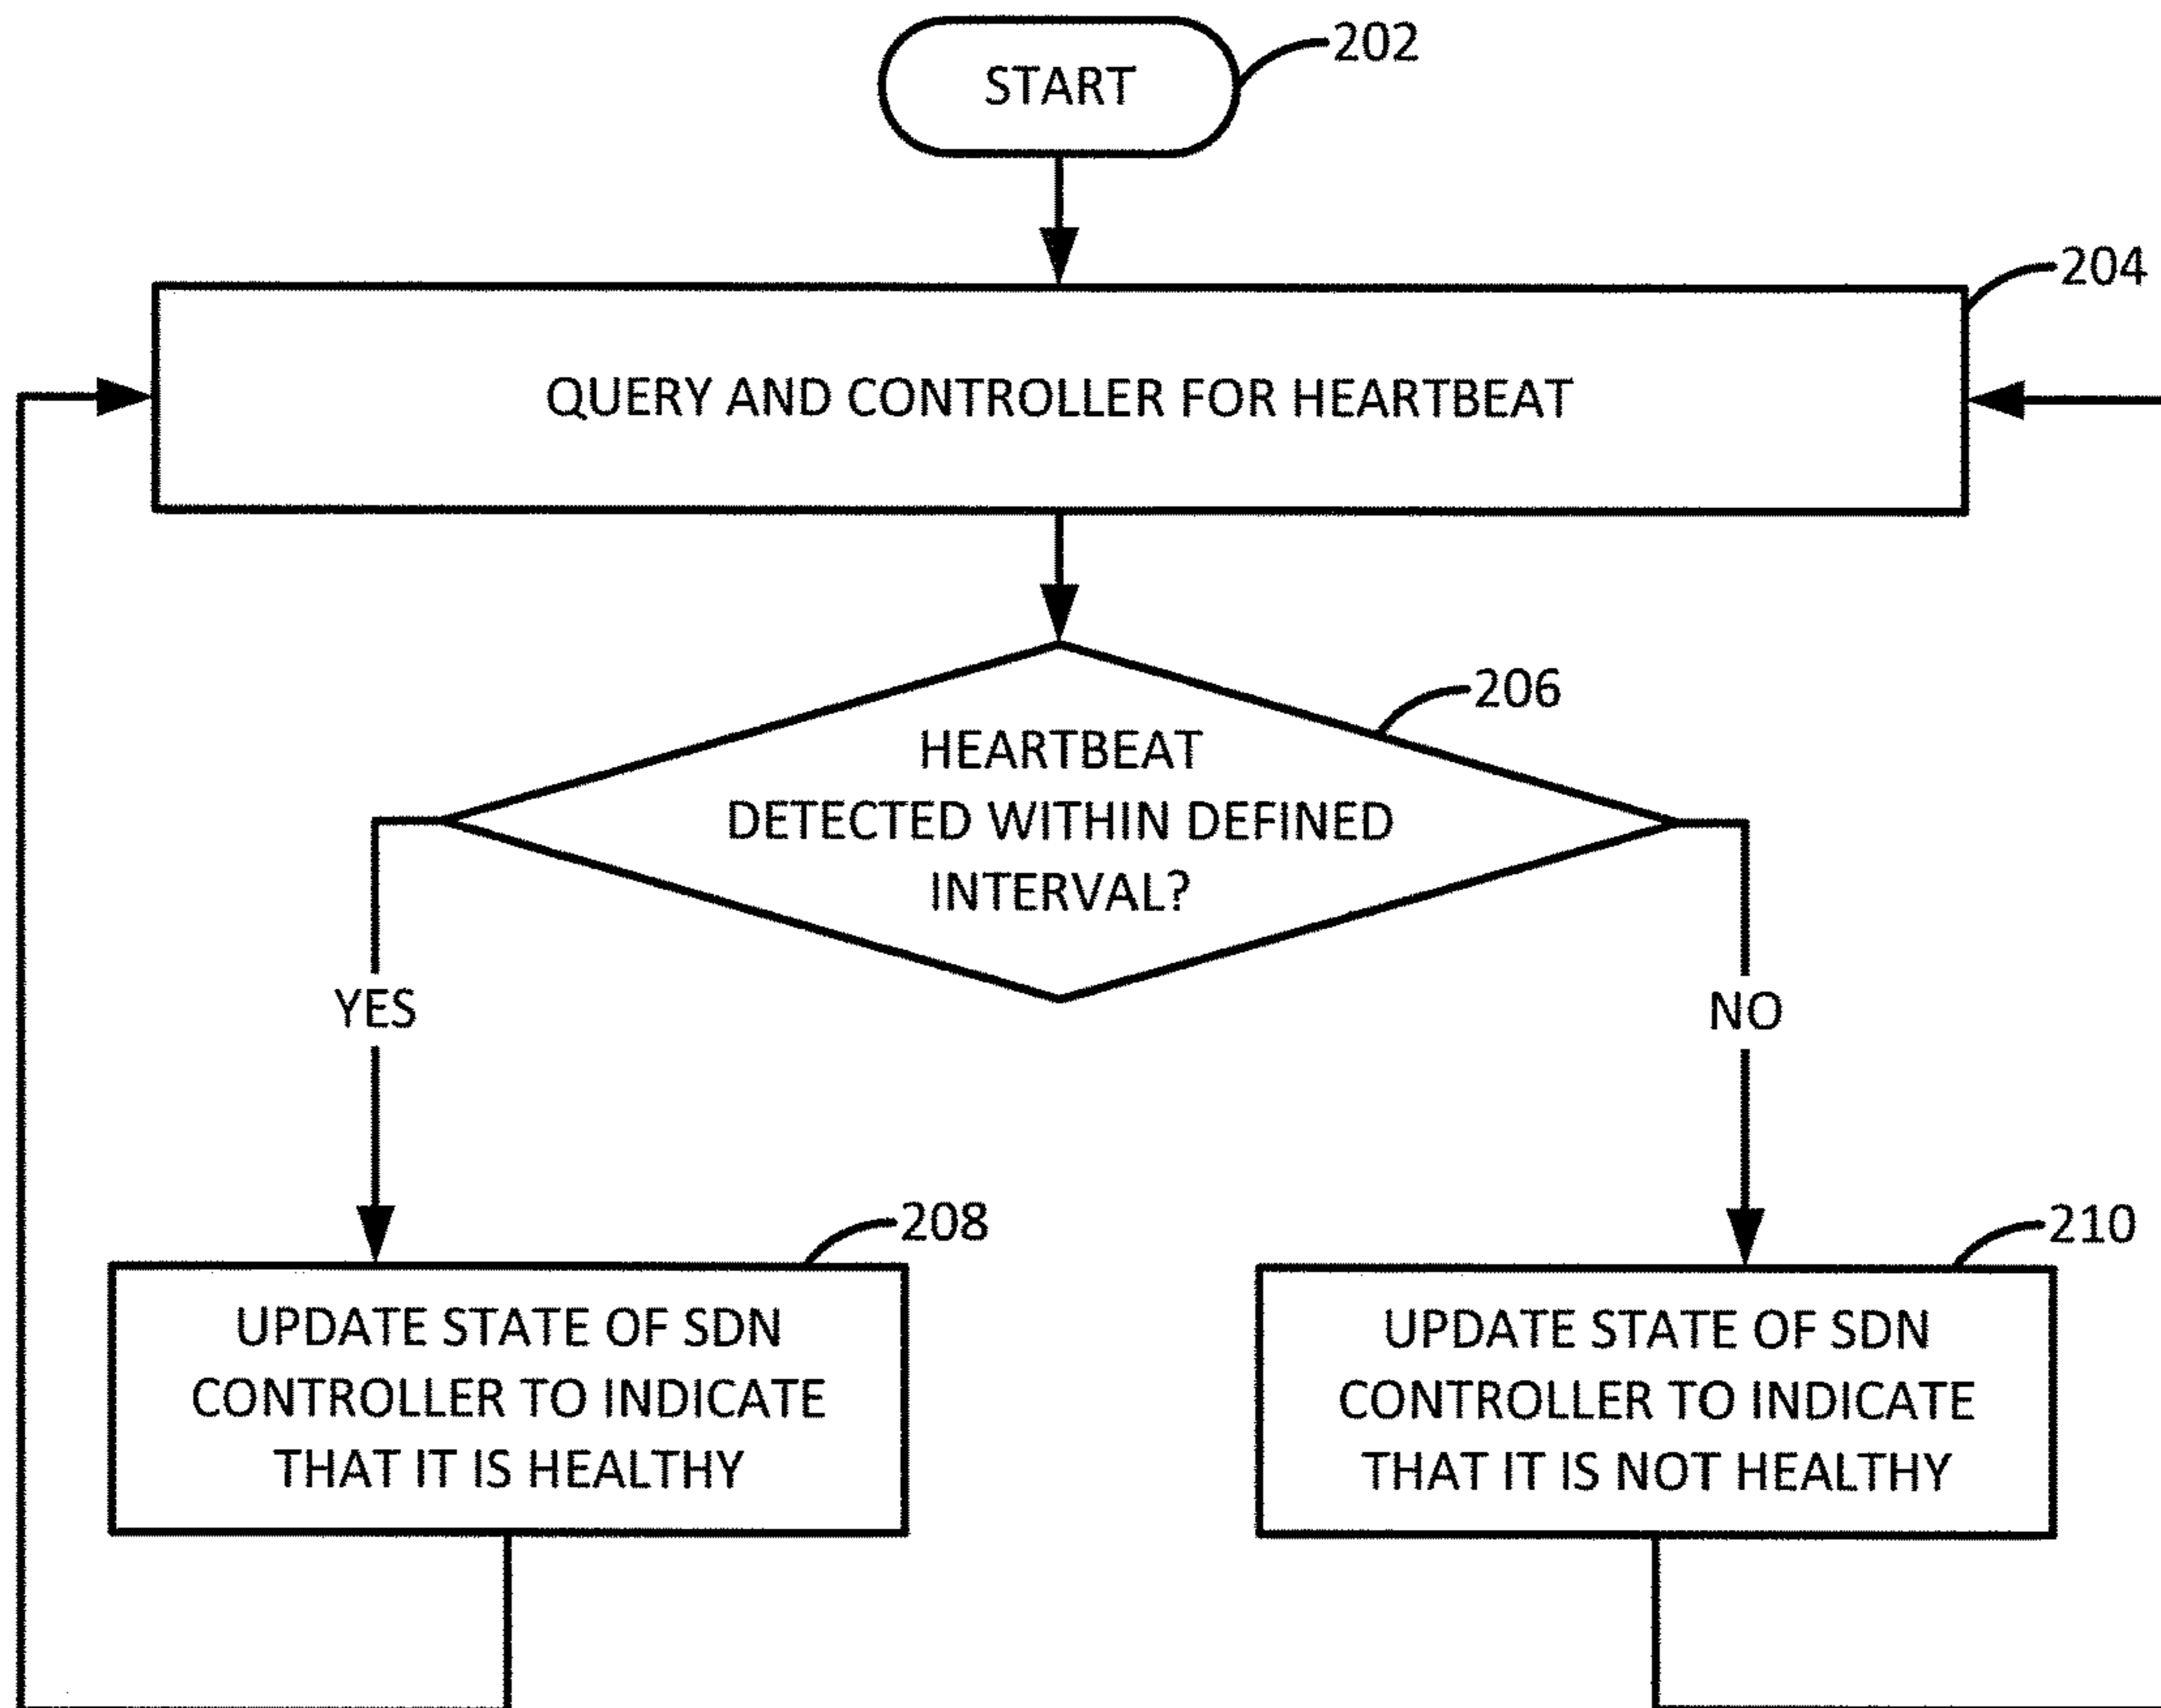 START
202
204
QUERY AND CONTROLLER FOR HEARTBEAT
206
HEARTBEAT
DETECTED WITHIN DEFINED
INTERVAL?
YES
NO
208
UPDATE STATE OF SDN
CONTROLLER TO INDICATE
THAT IT IS HEALTHY
210
UPDATE STATE OF SDN
CONTROLLER TO INDICATE
THAT IT IS NOT HEALTHY